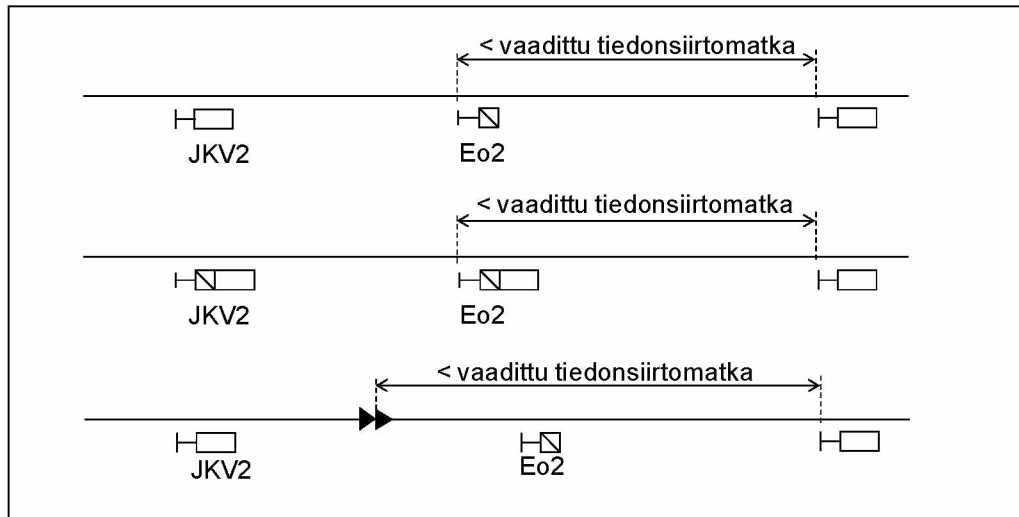 < vaadittu tiedonsiirtomatka
JKV2
Eo2
< vaadittu tiedonsiirtomatka
JKV2
Eo2
< vaadittu tiedonsiirtomatka
JKV2
Eo2